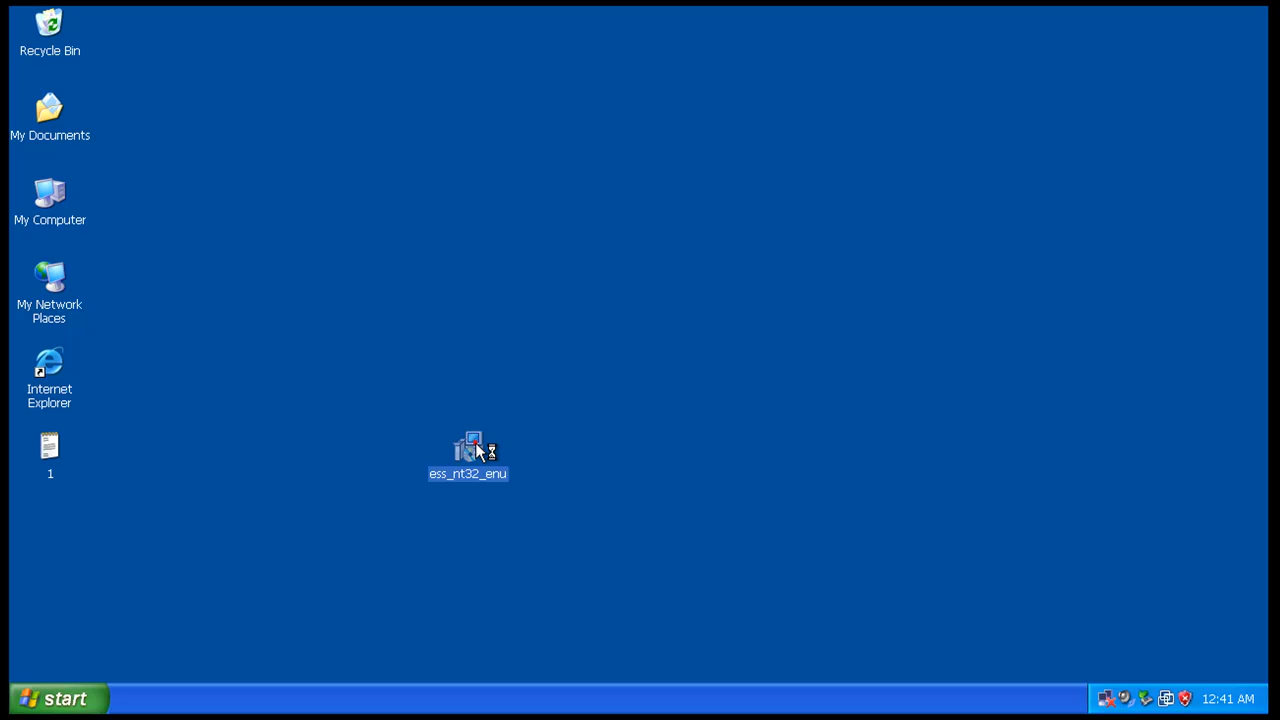 Recycle Bin
My Documents
My Computer
My Network
Places
Internet
Explorer
1
ess_nt32_enu
start
12:41 AM